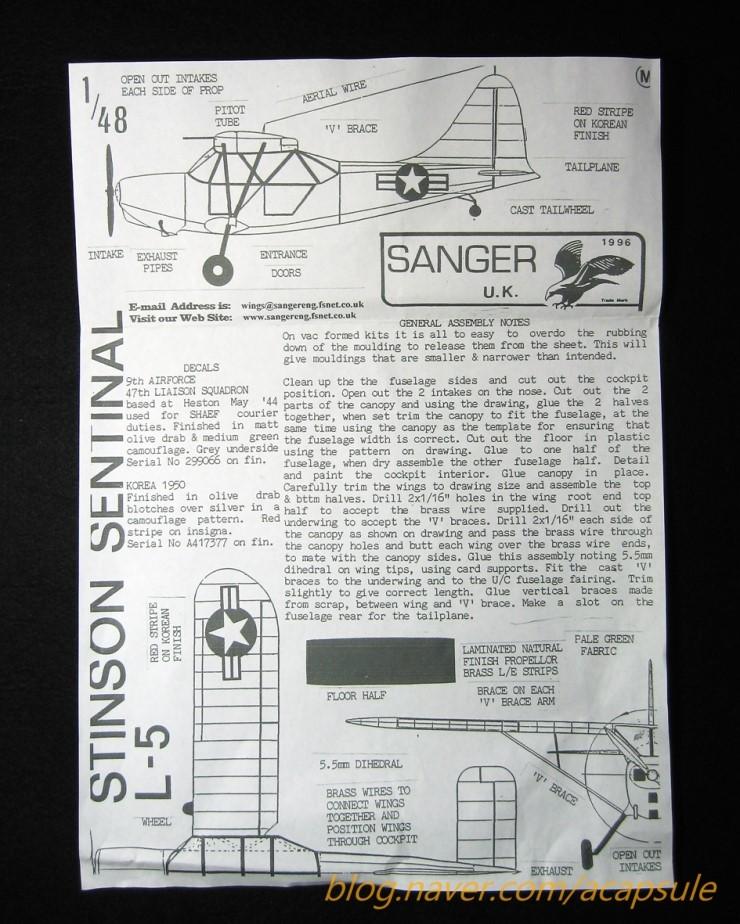 1/48
OPEN OUT INTAKES
EACH SIDE OF PROP
PITOT
TUBE
AERIAL WIRE
'V' BRACE
RED STRIPE
ON KOREAN
FINISH
TAILPLANE
CAST TAILWHEEL
INTAKE
EXHAUST
PIPES
ENTRANCE
DOORS
SANGER
U.K.
1996
Trade Mark
E-mail Address is: wings@sangereng.fsnet.co.uk
Visit our Web Site: www.sangereng.fsnet.co.uk
STINSON SENTINAL
L-5
DECALS
9th AIRFORCE
47th LIAISON SQUADRON
based at Heston May '44
used for SHAEF courier
duties. Finished in matt
olive drab & medium green
camouflage. Grey underside
Serial No 299066 on fin.
KOREA 1950
Finished in olive drab
blotches over silver in a
camouflage pattern. Red
stripe on insigna.
Serial No A417377 on fin.
GENERAL ASSEMBLY NOTES
On vac formed kits it is all to easy to overdo the rubbing
down of the moulding to release them from the sheet. This will
give mouldings that are smaller & narrower than intended.
Clean up the the fuselage sides and cut out the cockpit
position. Open out the 2 intakes on the nose. Cut out the 2
parts of the canopy and using the drawing, glue the 2 halves
together, when set trim the canopy to fit the fuselage, at the
same time using the canopy as the template for ensuring that
the fuselage width is correct. Cut out the floor in plastic
using the pattern on drawing. Glue to one half of the
fuselage, when dry assemble the other fuselage half. Detail
and paint the cockpit interior. Glue canopy in place.
Carefully trim the wings to drawing size and assemble the top
& bttm halves. Drill 2x1/16" holes in the wing root end top
half to accept the brass wire supplied. Drill out the
underwing to accept the 'V' braces. Drill 2x1/16" each side of
the canopy as shown on drawing and pass the brass wire through
the canopy holes and butt each wing over the brass wire ends,
to mate with the canopy sides. Glue this assembly noting 5.5mm
dihedral on wing tips, using card supports. Fit the cast 'V'
braces to the underwing and to the U/C fuselage fairing. Trim
slightly to give correct length. Glue vertical braces made
from scrap, between wing and 'V' brace. Make a slot on the
fuselage rear for the tailplane.
RED STRIPE
ON KOREAN
FINISH
FLOOR HALF
LAMINATED NATURAL
FINISH PROPELLOR
BRASS L/E STRIPS
PALE GREEN
FABRIC
BRACE ON EACH
'V' BRACE ARM
5.5mm DIHEDRAL
BRASS WIRES TO
CONNECT WINGS
TOGETHER AND
POSITION WINGS
THROUGH COCKPIT
'V' BRACE
WHEEL
EXHAUST
OPEN OUT
INTAKES
blog.naver.com/acapsule